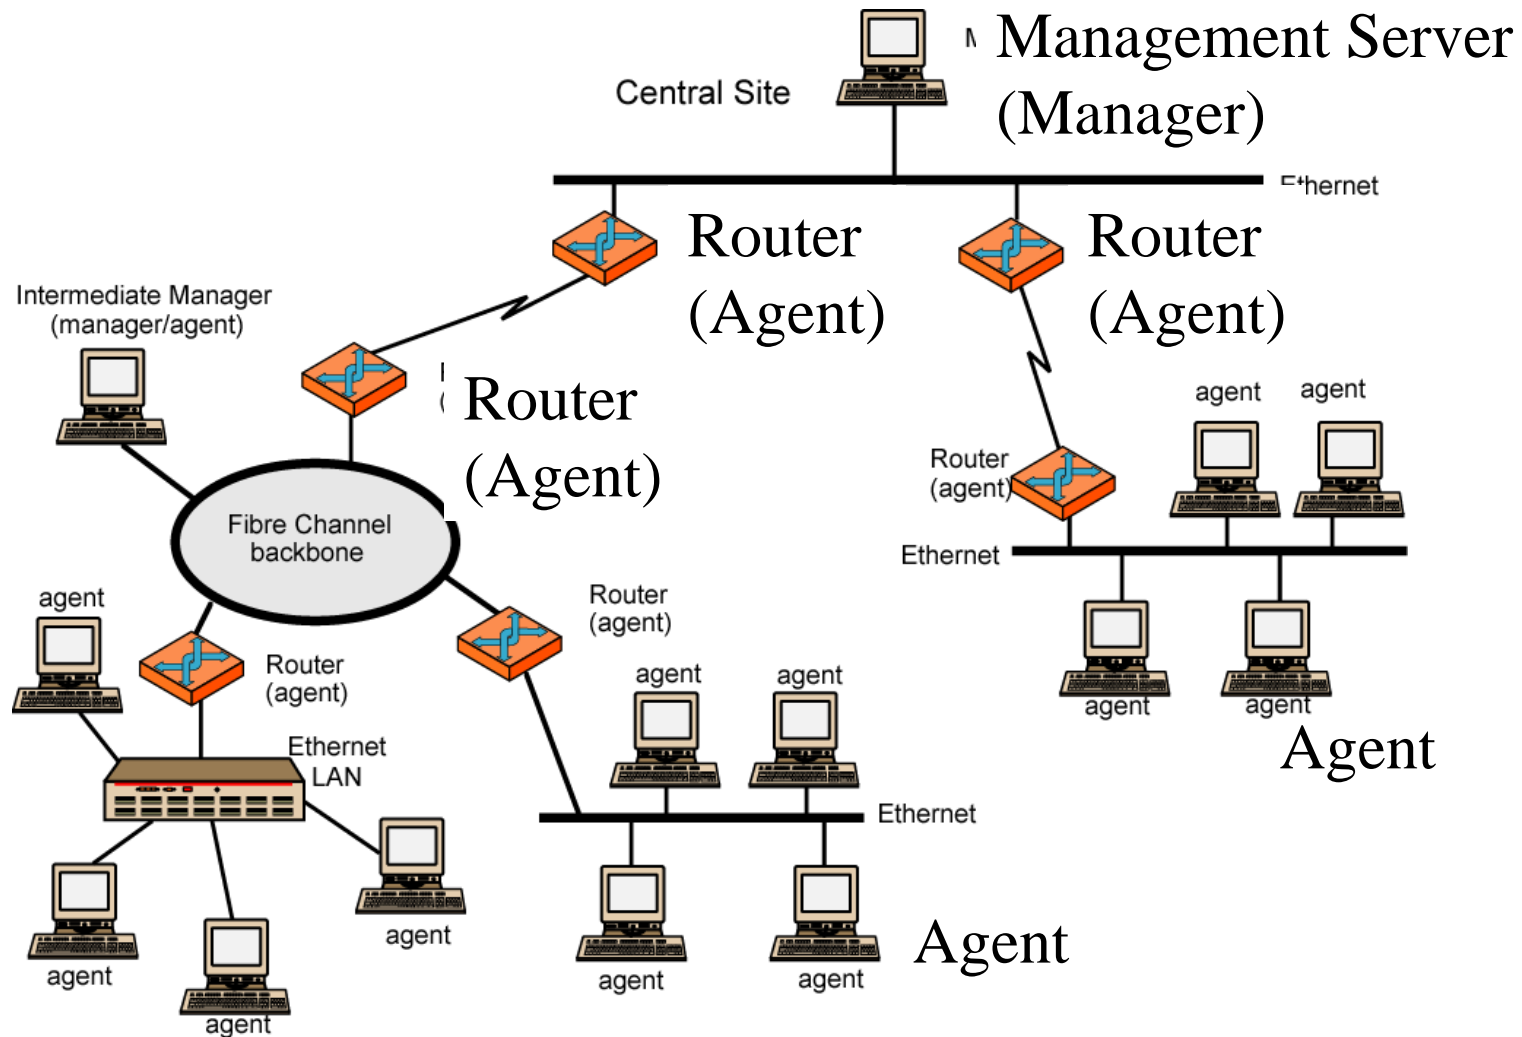 Management Server
(Manager)
Central Site
Ethernet
Router
(Agent)
Router
(Agent)
Intermediate Manager
(manager/agent)
Router
(Agent)
agent
agent
Router
(agent)
Fibre Channel
backbone
Ethernet
agent
Router
(agent)
Router
(agent)
agent
agent
agent
agent
Agent
Ethernet
LAN
Ethernet
agent
agent
agent
agent
agent
Agent
agent